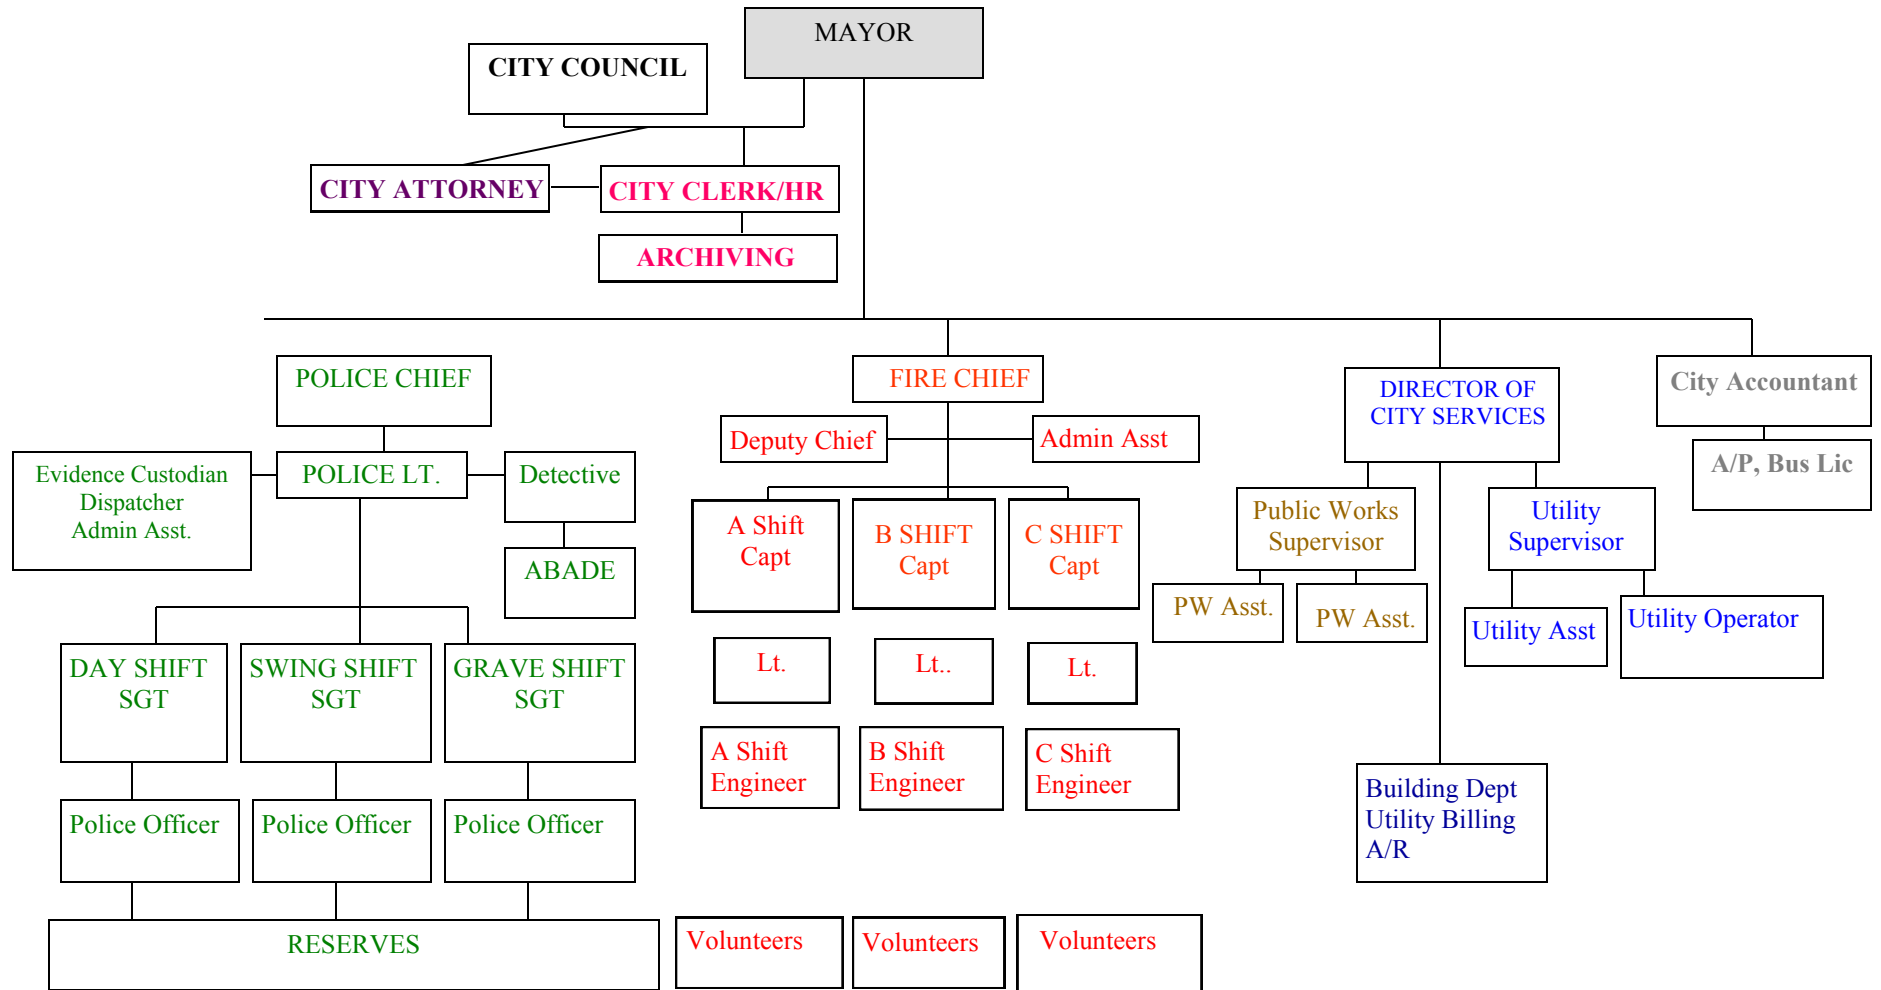 MAYOR
CITY COUNCIL
CITY ATTORNEY
CITY CLERK/HR
ARCHIVING
POLICE CHIEF
FIRE CHIEF
DIRECTOR OF
CITY SERVICES
City Accountant
Deputy Chief
Admin Asst
A/P, Bus Lic
Evidence Custodian
Dispatcher
Admin Asst.
POLICE LT.
Detective
ABADE
A Shift
Capt
B SHIFT
Capt
C SHIFT
Capt
Public Works
Supervisor
Utility
Supervisor
PW Asst.
PW Asst.
Utility Asst
Utility Operator
DAY SHIFT
SGT
SWING SHIFT
SGT
GRAVE SHIFT
SGT
Lt.
Lt..
Lt.
A Shift
Engineer
B Shift
Engineer
C Shift
Engineer
Building Dept
Utility Billing
A/R
Police Officer
Police Officer
Police Officer
RESERVES
Volunteers
Volunteers
Volunteers